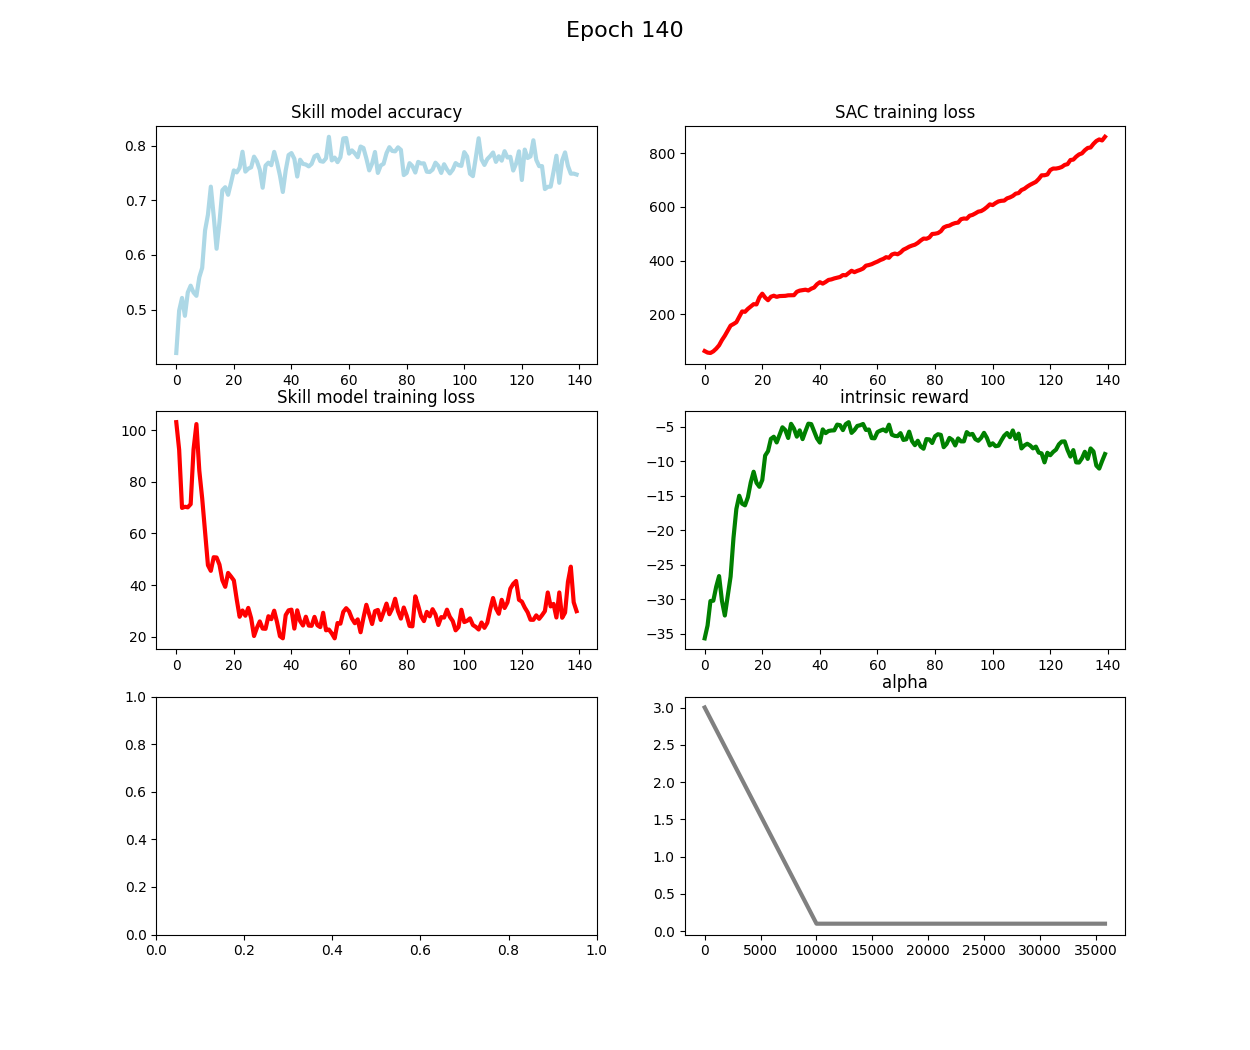 Epoch 140
Skill model accuracy
SAC training loss
0.8
0.7
0.6
0.5
0 20 40 60 80 100 120 140
800
600
400
200
0 20 40 60 80 100 120 140
Skill model training loss
intrinsic reward
100
80
60
40
20
0 20 40 60 80 100 120 140
−5
−10
−15
−20
−25
−30
−35
0 20 40 60 80 100 120 140
alpha
1.0
0.8
0.6
0.4
0.2
0.0
0.0 0.2 0.4 0.6 0.8 1.0
3.0
2.5
2.0
1.5
1.0
0.5
0.0
0 5000 10000 15000 20000 25000 30000 35000